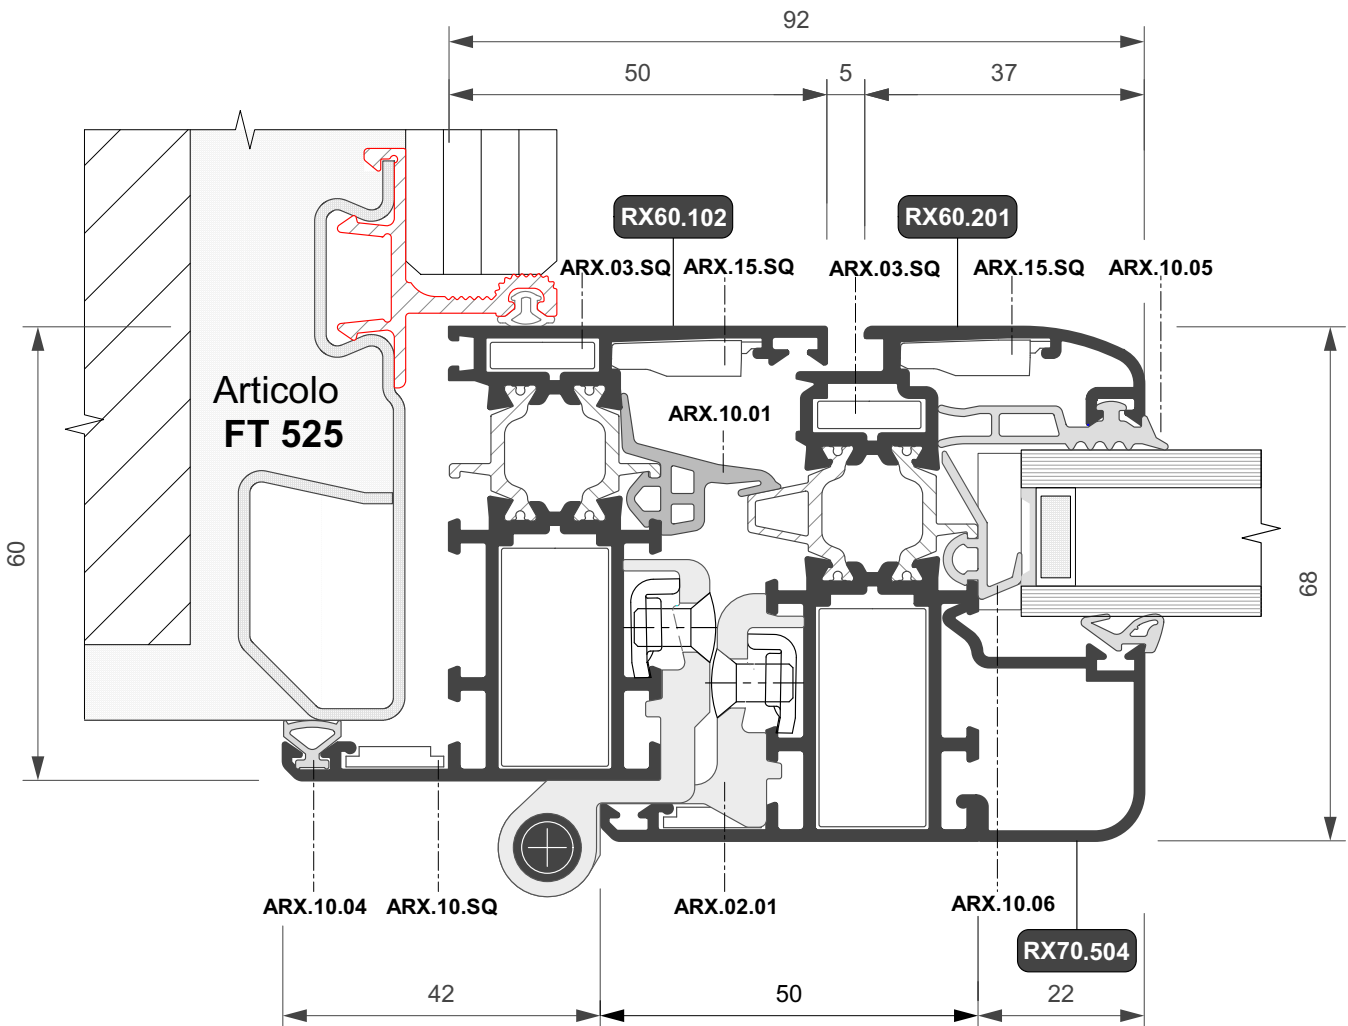 92
50
5
37
RX60.102
RX60.201
ARX.03.SQ
ARX.15.SQ
ARX.03.SQ
ARX.15.SQ
ARX.10.05
Articolo
FT 525
ARX.10.01
60
68
ARX.10.04
ARX.10.SQ
ARX.02.01
ARX.10.06
RX70.504
42
50
22